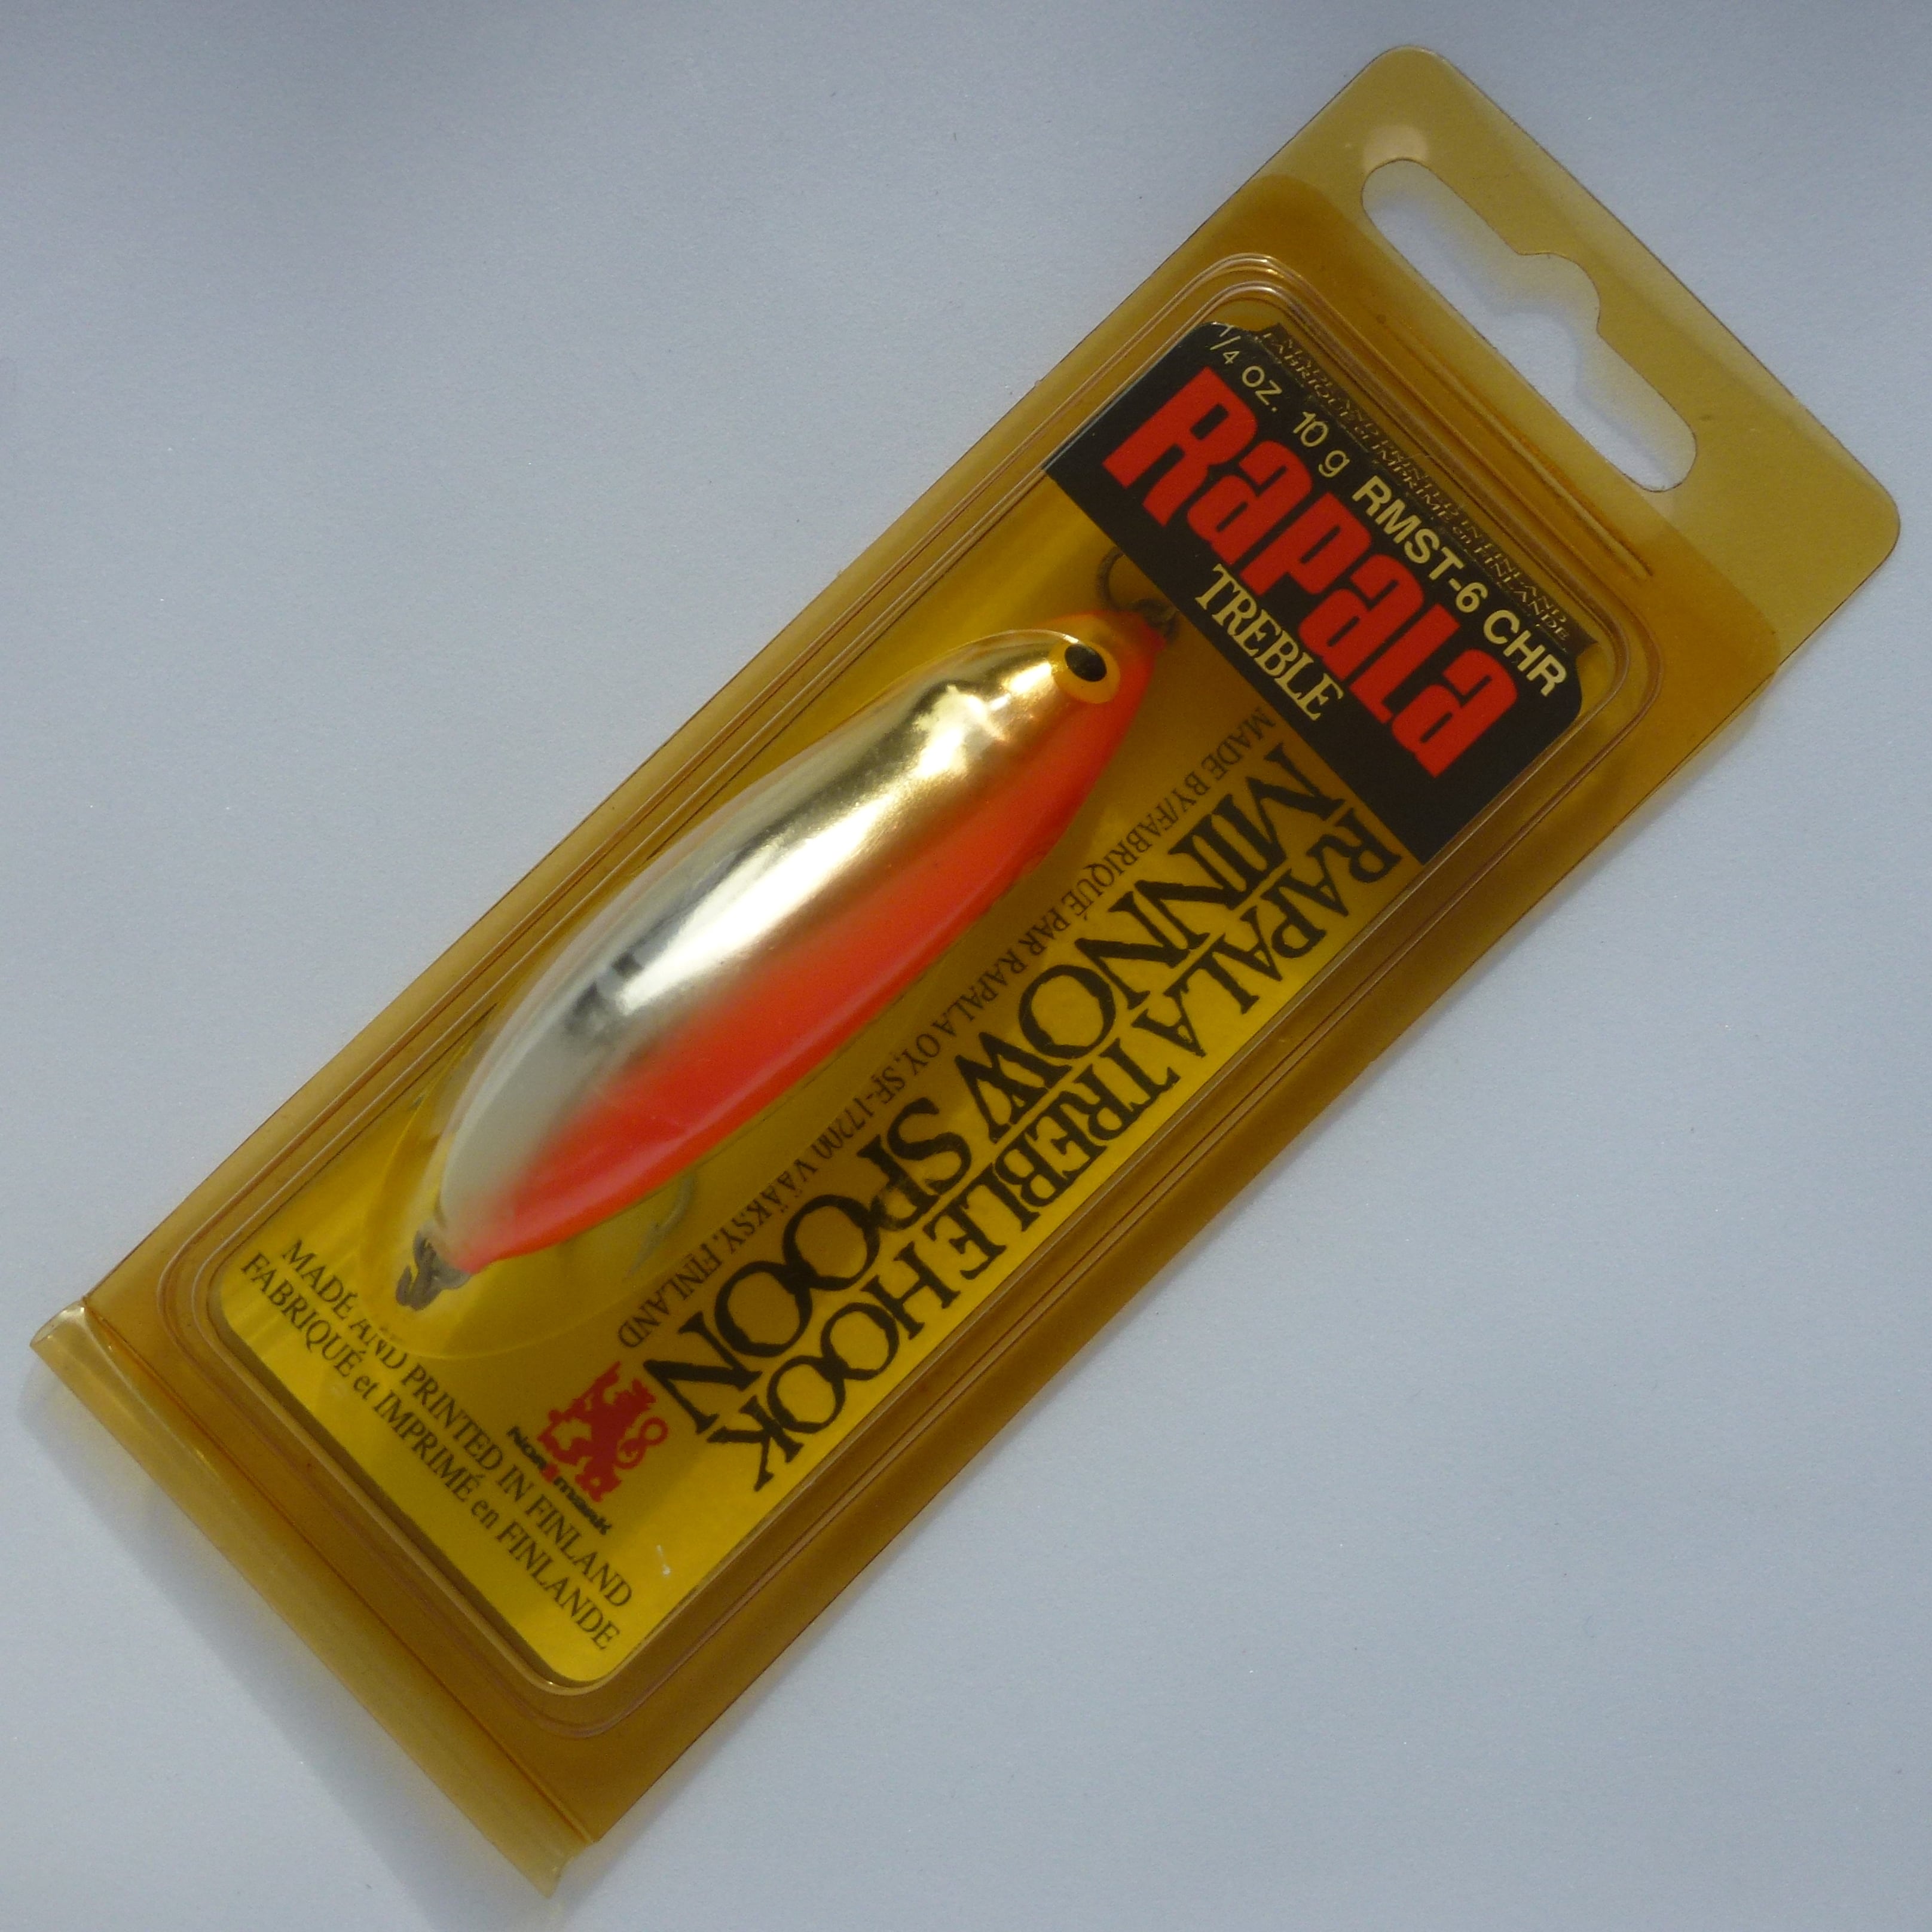 MADE AND PRINTED IN FINLAND
FABRIQUÉ et IMPRIMÉ en FINLANDE
1/4 OZ. 10 g RMST-6 CHR
RAPALA
TREBLE
RAPALA TREBLE HOOK
MINNOW SPOON
MADE BY/FABRIQUÉ PAR RAPALA OY, SF-17200 VÄÄKSY, FINLAND
NORMARK
MADE AND PRINTED IN FINLAND
FABRIQUÉ et IMPRIMÉ en FINLANDE